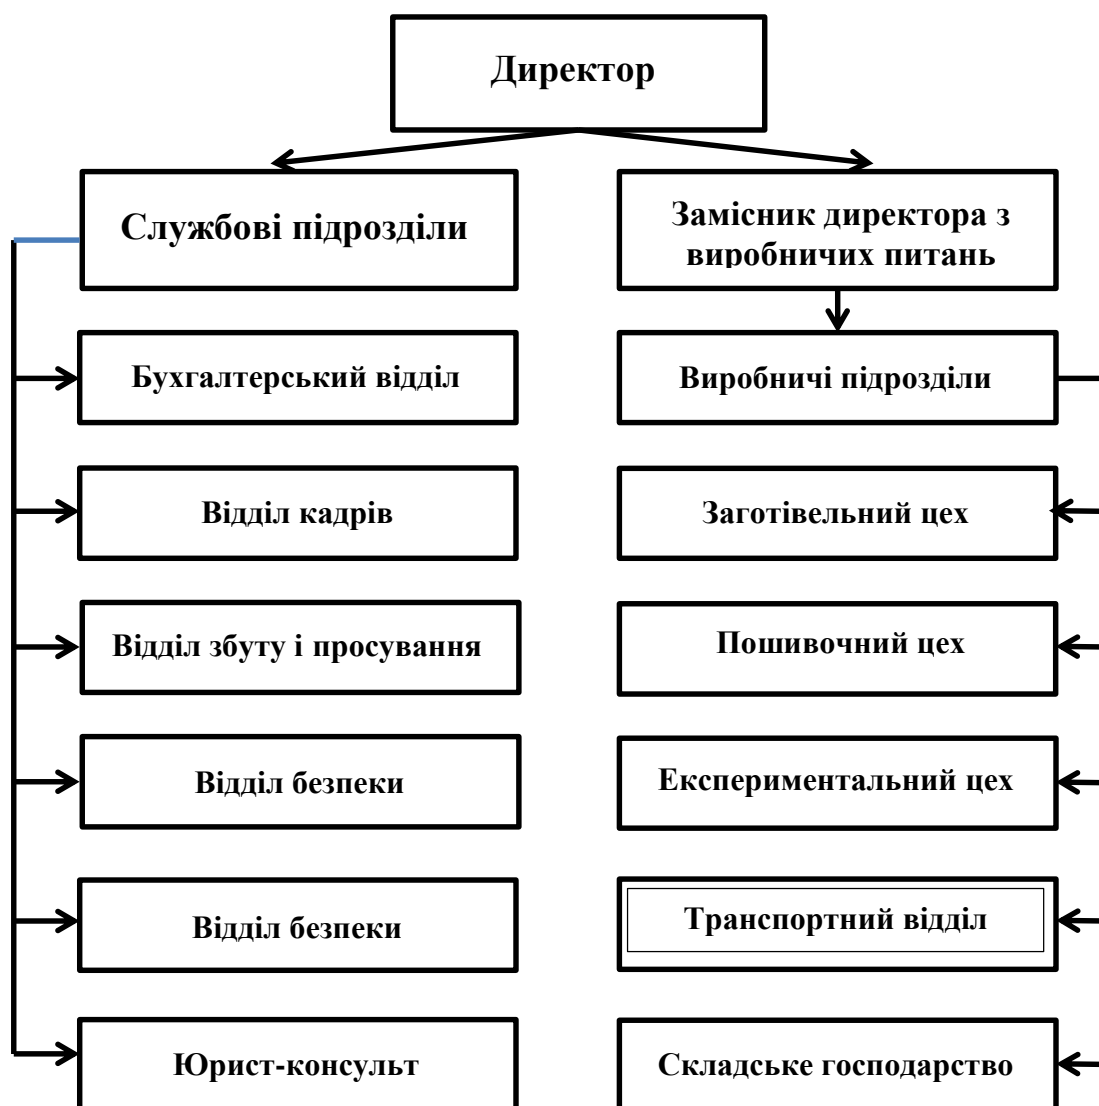 Директор
Службові підрозділи
Замісник директора з
виробничих питань
Бухгалтерський відділ
Виробничі підрозділи
Відділ кадрів
Заготівельний цех
Відділ збуту і просування
Пошивочний цех
Відділ безпеки
Експериментальний цех
Відділ безпеки
Транспортний відділ
Юрист-консульт
Складське господарство